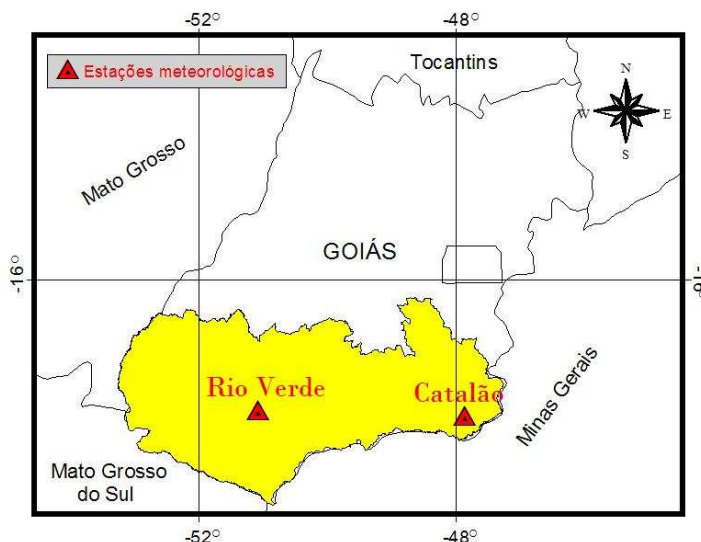 -52°
-48°
Estações meteorológicas
Tocantins
N
W
E
S
Mato Grosso
GOIÁS
-16°
-16°
Rio Verde
Catalão
Minas Gerais
Mato Grosso
do Sul
-52°
-48°